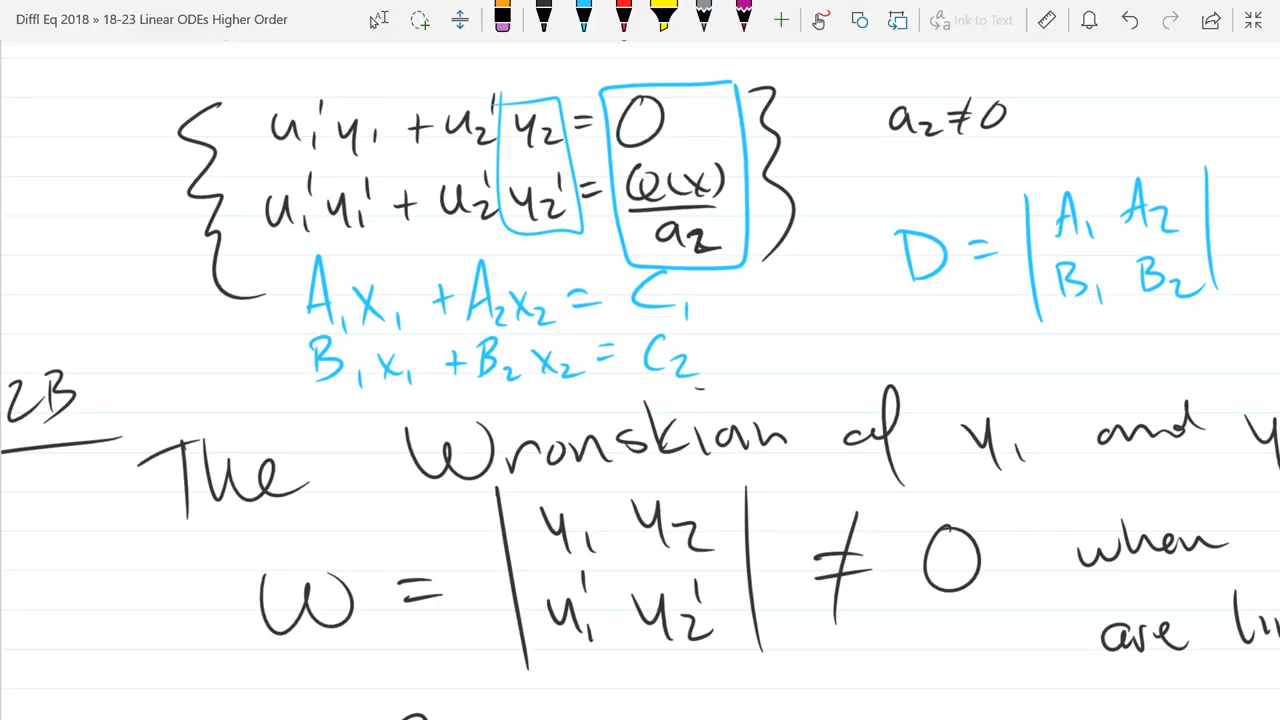 Diffl Eq 2018 » 18-23 Linear ODEs Higher Order
Ink to Text
u₁'y₁ + u₂'y₂ = 0
a₂ ≠ 0
u₁'y₁' + u₂'y₂' = Q(x)/a₂
D = | A₁ A₂
B₁ B₂ |
A₁x₁ + A₂x₂ = C₁
B₁x₁ + B₂x₂ = C₂
2B
The Wronskian of y₁ and y
W = | y₁ y₂
y₁' y₂' | ≠ 0 when
are li